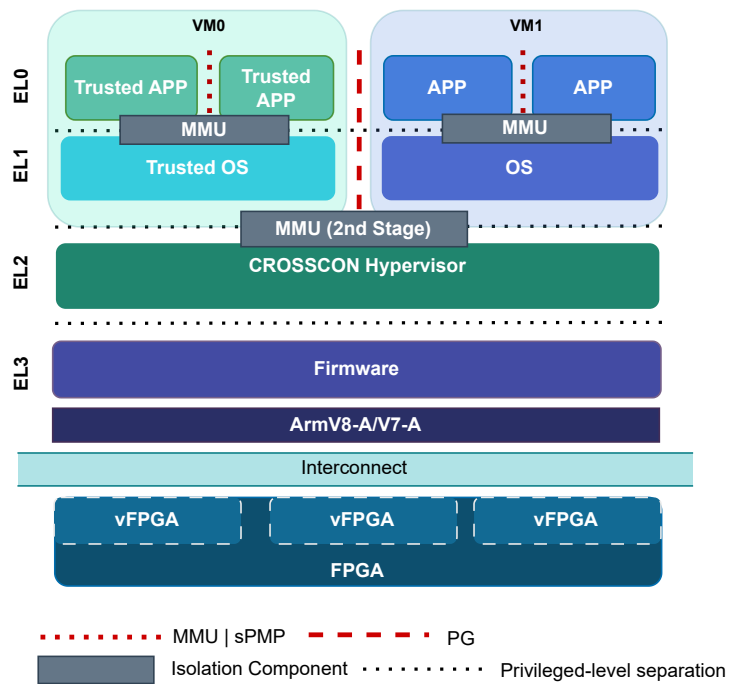 VM0
VM1
EL0
Trusted APP
Trusted
APP
APP
APP
MMU
MMU
EL1
Trusted OS
OS
MMU (2nd Stage)
EL2
CROSSCON Hypervisor
EL3
Firmware
ArmV8-A/V7-A
Interconnect
vFPGA
vFPGA
vFPGA
FPGA
MMU | sPMP
PG
Isolation Component
Privileged-level separation